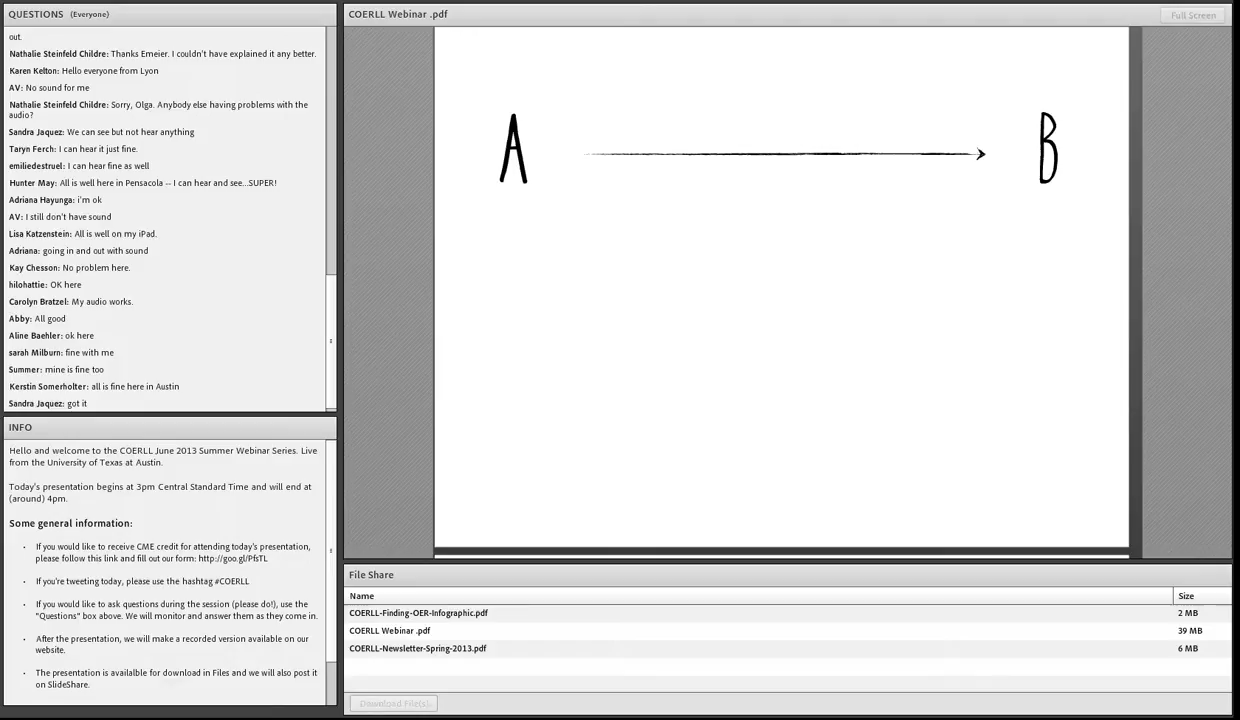 QUESTIONS (Everyone)
out.
Nathalie Steinfeld Childre: Thanks Emeier. I couldn't have explained it any better.
Karen Kelton: Hello everyone from Lyon
AV: No sound for me
Nathalie Steinfeld Childre: Sorry, Olga. Anybody else having problems with the
audio?
Sandra Jaquez: We can see but not hear anything
Taryn Ferch: I can hear it just fine.
emiliedestruel: I can hear fine as well
Hunter May: All is well here in Pensacola -- I can hear and see...SUPER!
Adriana Hayunga: i'm ok
AV: I still don't have sound
Lisa Katzenstein: All is well on my iPad.
Adriana: going in and out with sound
Kay Chesson: No problem here.
hilohattie: OK here
Carolyn Bratzel: My audio works.
Abby: All good
Aline Baehler: ok here
sarah Milburn: fine with me
Summer: mine is fine too
Kerstin Somerholter: all is fine here in Austin
Sandra Jaquez: got it
INFO
Hello and welcome to the COERLL June 2013 Summer Webinar Series. Live
from the University of Texas at Austin.
Today's presentation begins at 3pm Central Standard Time and will end at
(around) 4pm.
Some general information:
• If you would like to receive CME credit for attending today's presentation,
please follow this link and fill out our form: http://goo.gl/PfsTL
• If you're tweeting today, please use the hashtag #COERLL
• If you would like to ask questions during the session (please do!), use the
"Questions" box above. We will monitor and answer them as they come in.
• After the presentation, we will make a recorded version available on our
website.
• The presentation is available for download in Files and we will also post it
on SlideShare.
COERLL Webinar .pdf
Full Screen
A B
File Share
Name Size
COERLL-Finding-OER-Infographic.pdf 2 MB
COERLL Webinar .pdf 39 MB
COERLL-Newsletter-Spring-2013.pdf 6 MB
Download File(s)